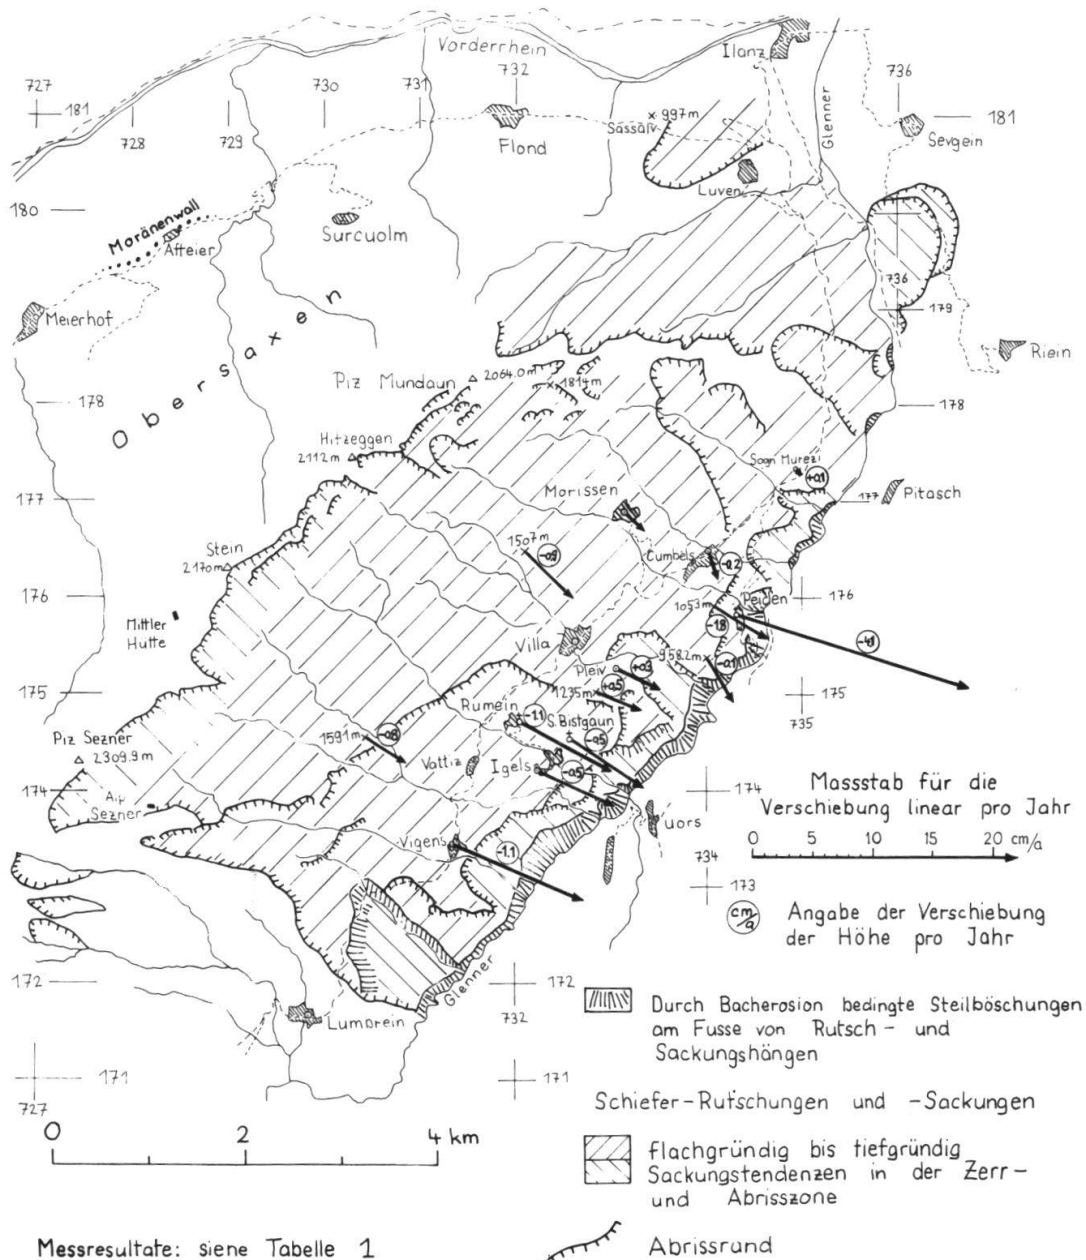 Vorderrhein
Ilanz
727
730
731
732
736
181
728
729
Flond
Sassalv
997m
Glenner
181
Sevgein
Luven
180
Moränenwall
Affeier
Surcuolm
736
179
Meierhof
Obersaxen
Riein
Piz Mundaun
2064.0m
1814m
178
178
Hitzeggen
2112m
Sogn Murezi
+0.1
177
Morissen
177
Pitasch
Stein
2170m
1507m
-0.9
Cumbels
-0.2
176
1053m
Peiden
176
Mittler
Hütte
Villa
-1.8
-4.1
958.2m
-0.1
Pleiv
+0.3
175
1235m
+0.5
175
Rumein
-1.1
S. Bistgaun
735
Piz Sezner
2309.9m
1591m
-0.8
-0.5
Vattiz
Igels
-0.5
174
174
Alp
Sezner
Uors
Massstab für die
Verschiebung linear pro Jahr
0 5 10 15 20 cm/a
Vigens
-1.1
734
173
cm/a
Angabe der Verschiebung
der Höhe pro Jahr
172
Glenner
172
732
Lumbrein
Durch Bacherosion bedingte Steilböschungen
am Fusse von Rutsch- und
Sackungshängen
171
171
727
Schiefer-Rutschungen und -Sackungen
0 2 4 km
flachgründig bis tiefgründig
Sackungstendenzen in der Zerr-
und Abrisszone
Messresultate: siene Tabelle 1
Abrissrand